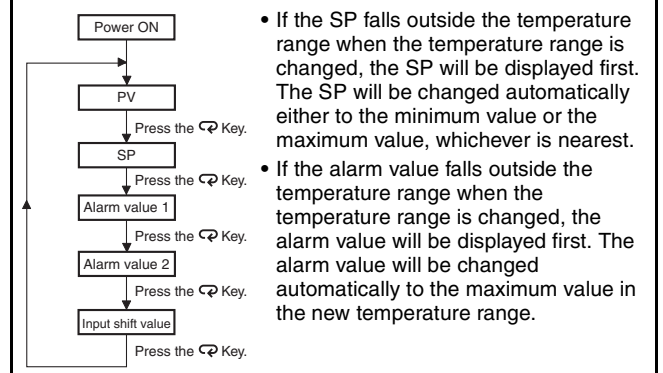 Power ON
PV
Press the Key.
SP
Press the Key.
Alarm value 1
Press the Key.
Alarm value 2
Press the Key.
Input shift value
Press the Key.
• If the SP falls outside the temperature
range when the temperature range is
changed, the SP will be displayed first.
The SP will be changed automatically
either to the minimum value or the
maximum value, whichever is nearest.
• If the alarm value falls outside the
temperature range when the
temperature range is changed, the
alarm value will be displayed first. The
alarm value will be changed
automatically to the maximum value in
the new temperature range.